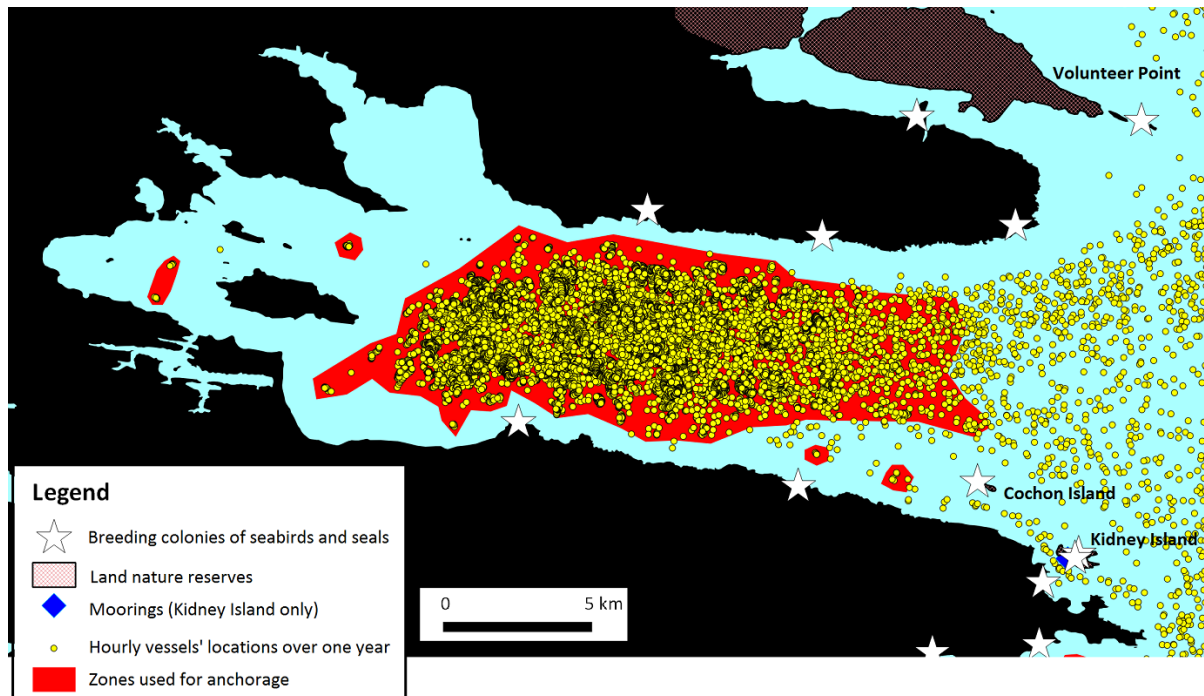 Volunteer Point
Cochon Island
Kidney Island
Legend
Breeding colonies of seabirds and seals
Land nature reserves
Moorings (Kidney Island only)
Hourly vessels' locations over one year
Zones used for anchorage
0 5 km